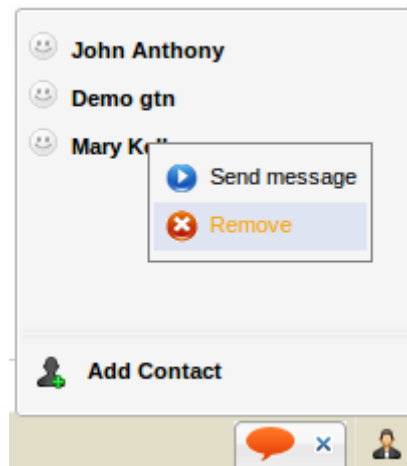 John Anthony
Demo gtn
Mary
Send message
Remove
Add Contact